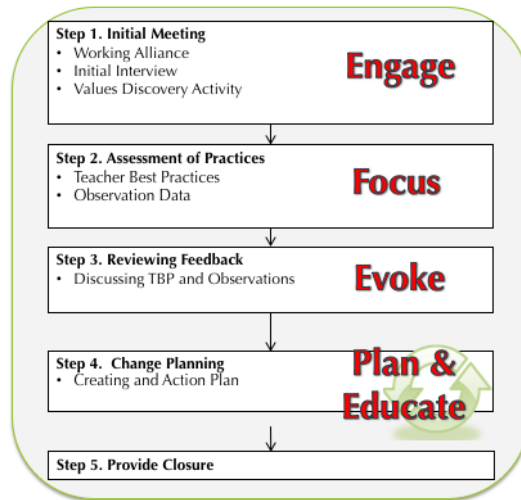 Step 1. Initial Meeting
• Working Alliance
• Initial Interview
• Values Discovery Activity
Engage
Step 2. Assessment of Practices
• Teacher Best Practices
• Observation Data
Focus
Step 3. Reviewing Feedback
• Discussing TBP and Observations
Evoke
Step 4. Change Planning
• Creating and Action Plan
Plan &
Educate
Step 5. Provide Closure